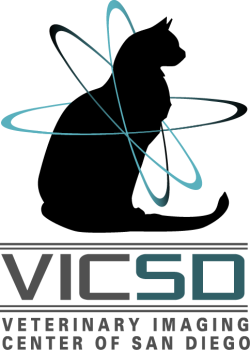 VICSD
VETERINARY IMAGING
CENTER OF SAN DIEGO